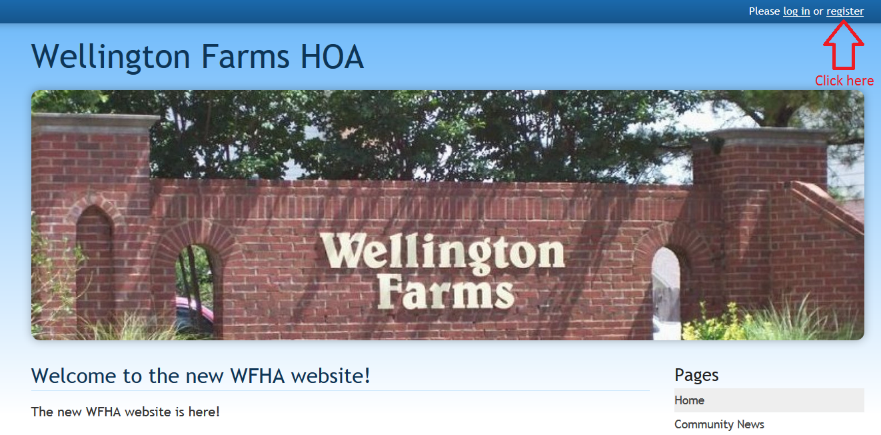 Please log in or register
Wellington Farms HOA
Click here
Wellington
Farms
Welcome to the new WFHA website!
The new WFHA website is here!
Pages
Home
Community News